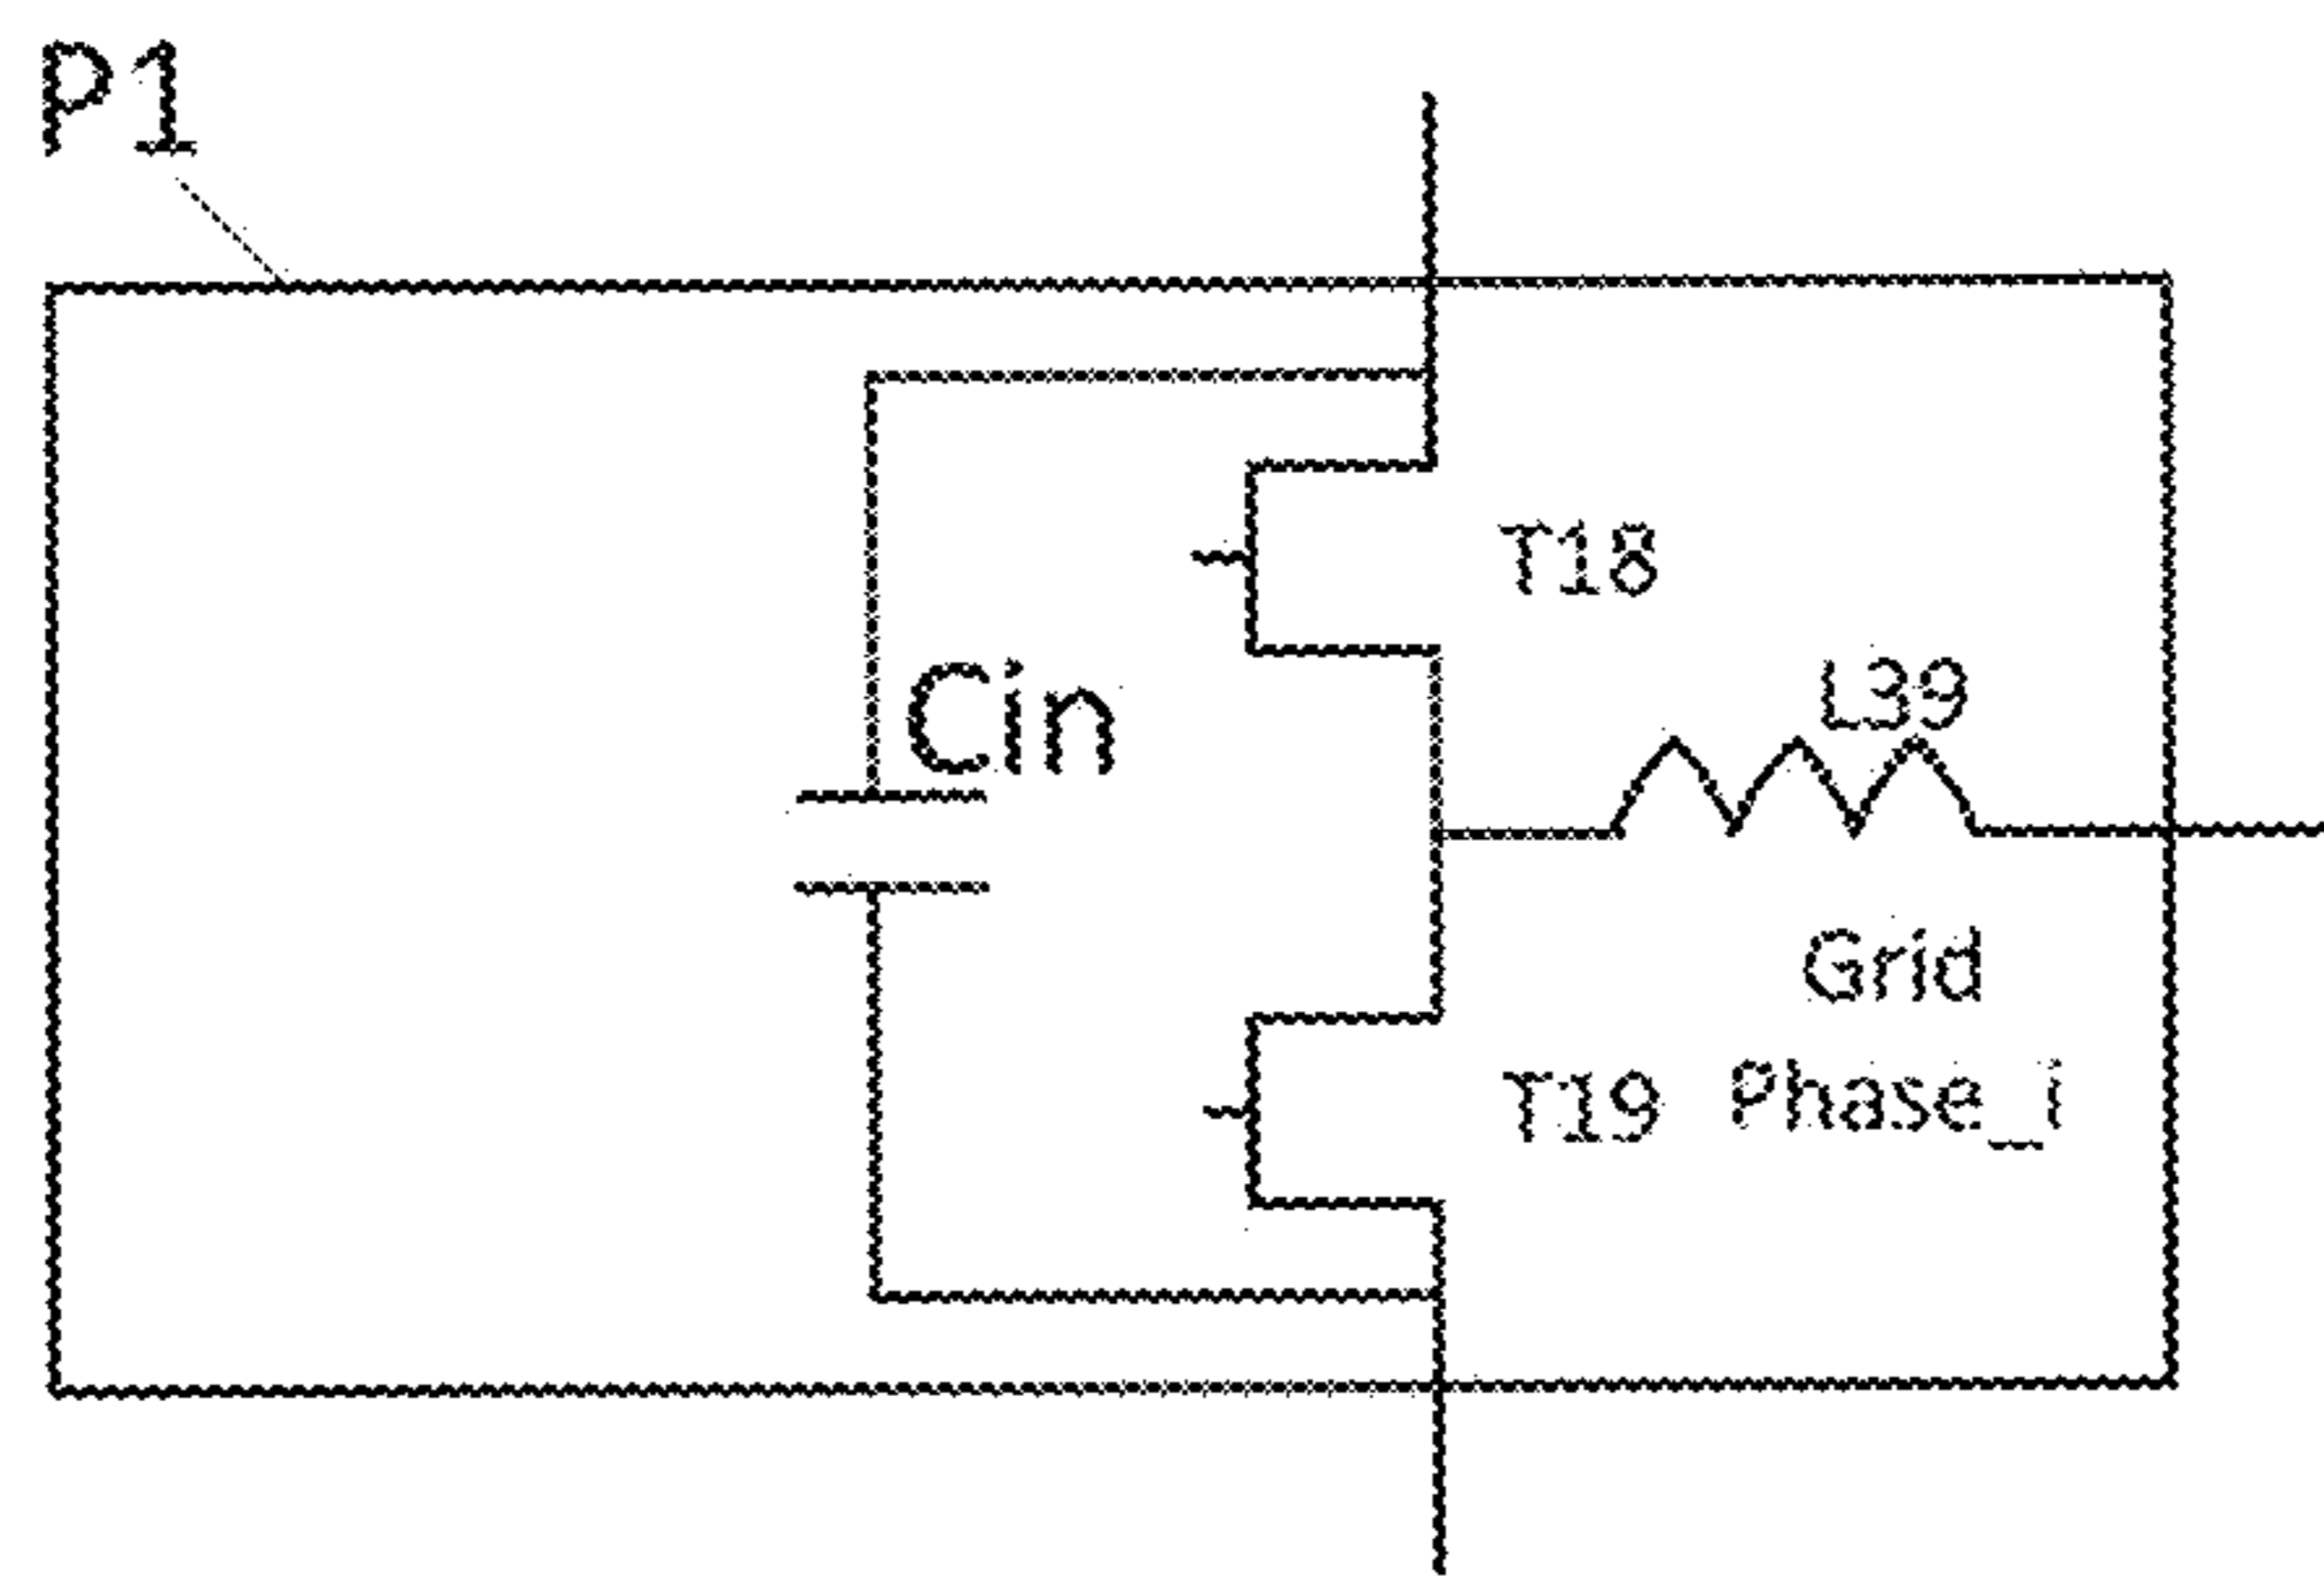 P1
T18
Cin
L39
Grid
T19 Phase_i